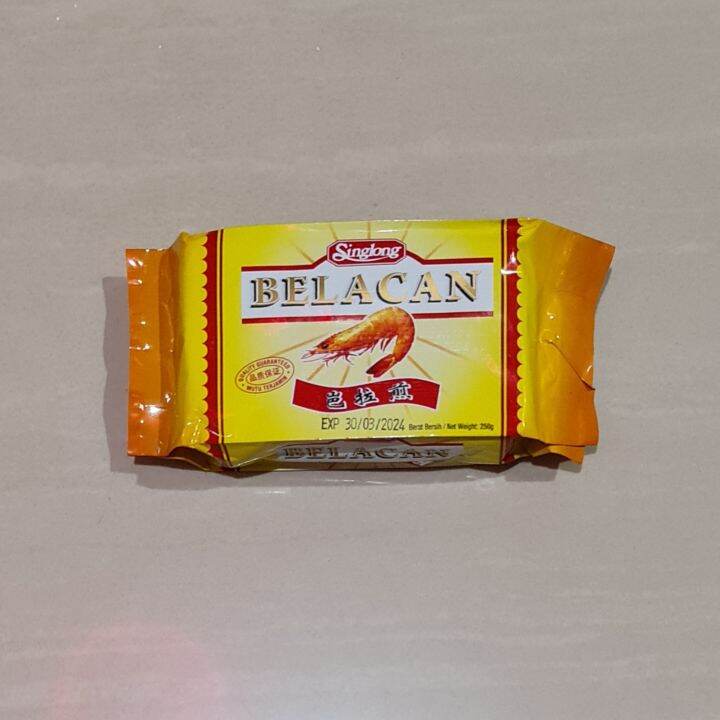 Singlong
BELACAN
QUALITY GUARANTEED
品质保证
MUTU TERJAMIN
邑拉煎
EXP 30/03/2024
Berat Bersih / Net Weight: 250g
BELACAN